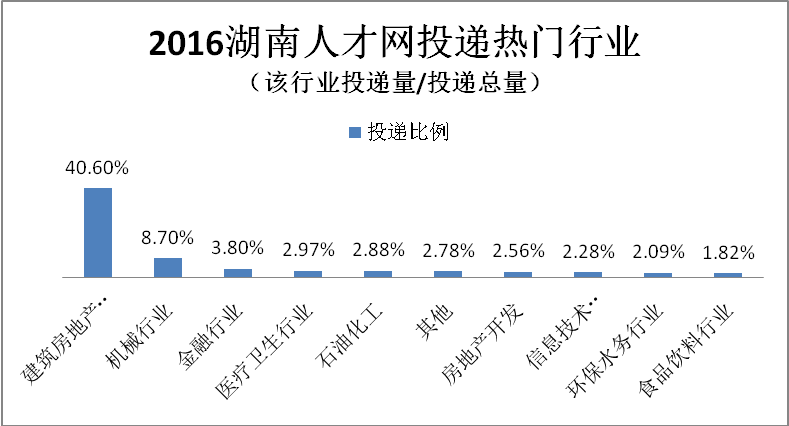 2016湖南人才网投递热门行业
（该行业投递量/投递总量）
投递比例
40.60%
8.70%
3.80%
2.97%
2.88%
2.78%
2.56%
2.28%
2.09%
1.82%
建筑房地产..
机械行业
金融行业
医疗卫生行业
石油化工
其他
房地产开发
信息技术..
环保水务行业
食品饮料行业